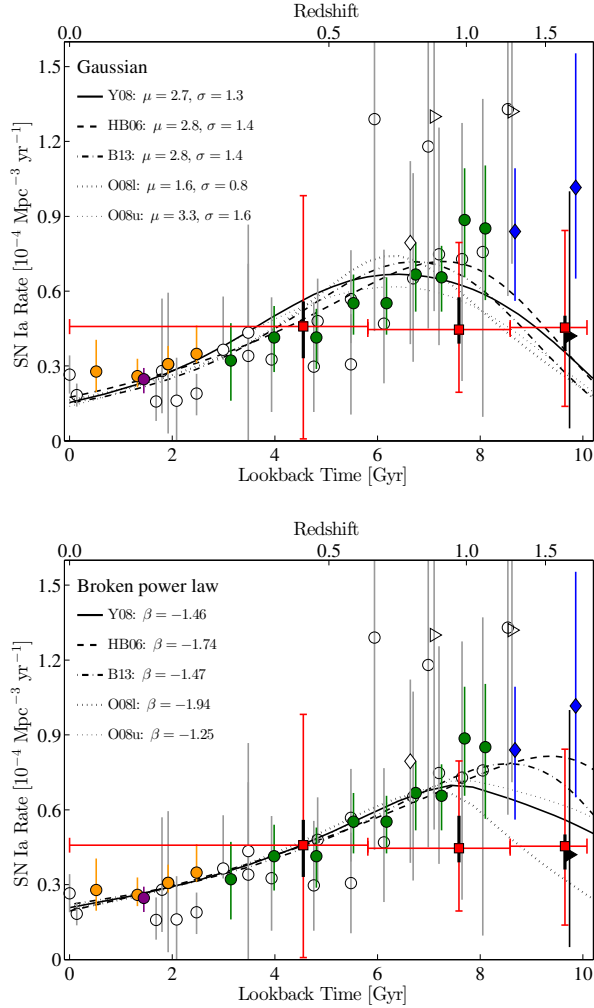 Redshift
0.0 0.5 1.0 1.5
Gaussian
Y08: μ = 2.7, σ = 1.3
HB06: μ = 2.8, σ = 1.4
B13: μ = 2.8, σ = 1.4
O08l: μ = 1.6, σ = 0.8
O08u: μ = 3.3, σ = 1.6
SN Ia Rate [10⁻⁴ Mpc⁻³ yr⁻¹]
1.5
1.2
0.9
0.6
0.3
0
0 2 4 6 8 10
Lookback Time [Gyr]
Redshift
0.0 0.5 1.0 1.5
Broken power law
Y08: β = −1.46
HB06: β = −1.74
B13: β = −1.47
O08l: β = −1.94
O08u: β = −1.25
SN Ia Rate [10⁻⁴ Mpc⁻³ yr⁻¹]
1.5
1.2
0.9
0.6
0.3
0
0 2 4 6 8 10
Lookback Time [Gyr]